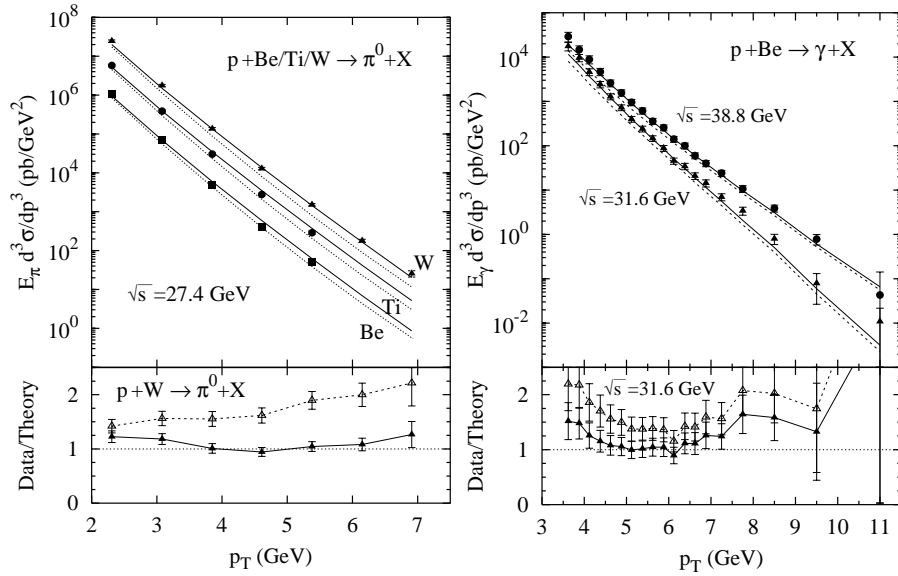 10^8
10^6
10^4
10^2
10^0
E_π d^3σ/dp^3 (pb/GeV^2)
p+Be/Ti/W → π^0+X
√s=27.4 GeV
W
Ti
Be
p+W → π^0+X
Data/Theory
2
1
0
2 3 4 5 6 7
p_T (GeV)
10^4
10^2
10^0
10^-2
E_γ d^3σ/dp^3 (pb/GeV^2)
p+Be → γ+X
√s=38.8 GeV
√s=31.6 GeV
√s=31.6 GeV
Data/Theory
2
1
0
3 4 5 6 7 8 9 10 11
p_T (GeV)